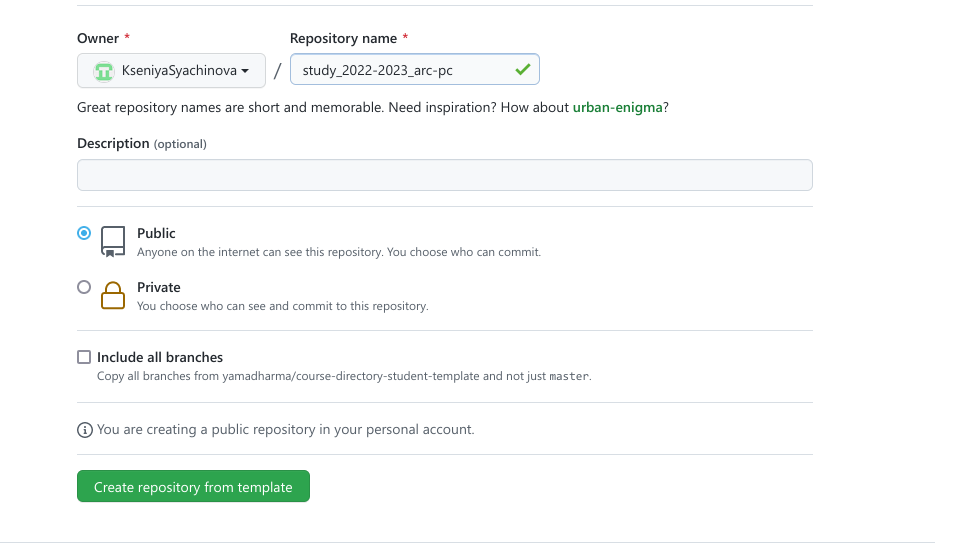 Owner *
Repository name *
KseniyaSyachinova
/
study_2022-2023_arc-pc
Great repository names are short and memorable. Need inspiration? How about urban-enigma?
Description (optional)
Public
Anyone on the internet can see this repository. You choose who can commit.
Private
You choose who can see and commit to this repository.
Include all branches
Copy all branches from yamadharma/course-directory-student-template and not just master.
You are creating a public repository in your personal account.
Create repository from template